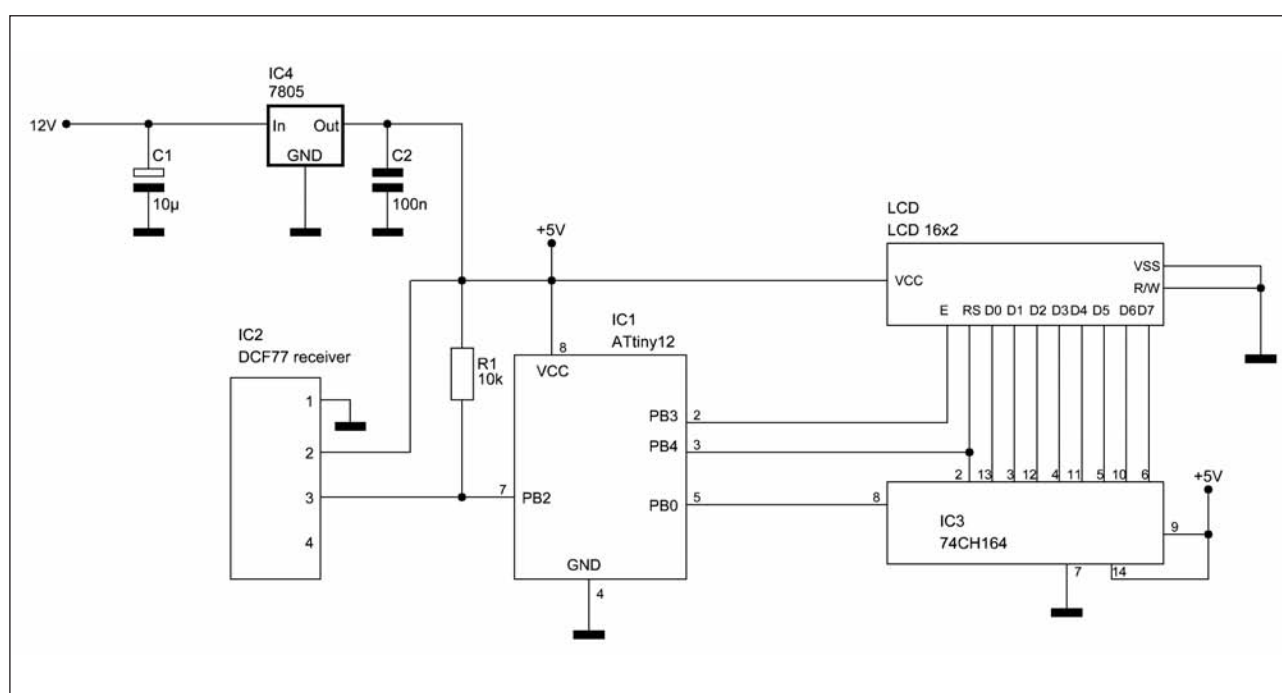 IC4
7805
12V
In Out
GND
C1
10µ
C2
100n
+5V
LCD
LCD 16x2
VCC
VSS
R/W
E RS D0 D1 D2 D3 D4 D5 D6 D7
IC2
DCF77 receiver
1
2
3
4
R1
10k
IC1
ATtiny12
8
VCC
PB3 2
PB4 3
7 PB2
PB0 5
GND
4
2 13 3 12 4 11 5 10 6
8
IC3
74CH164
9
+5V
7 14